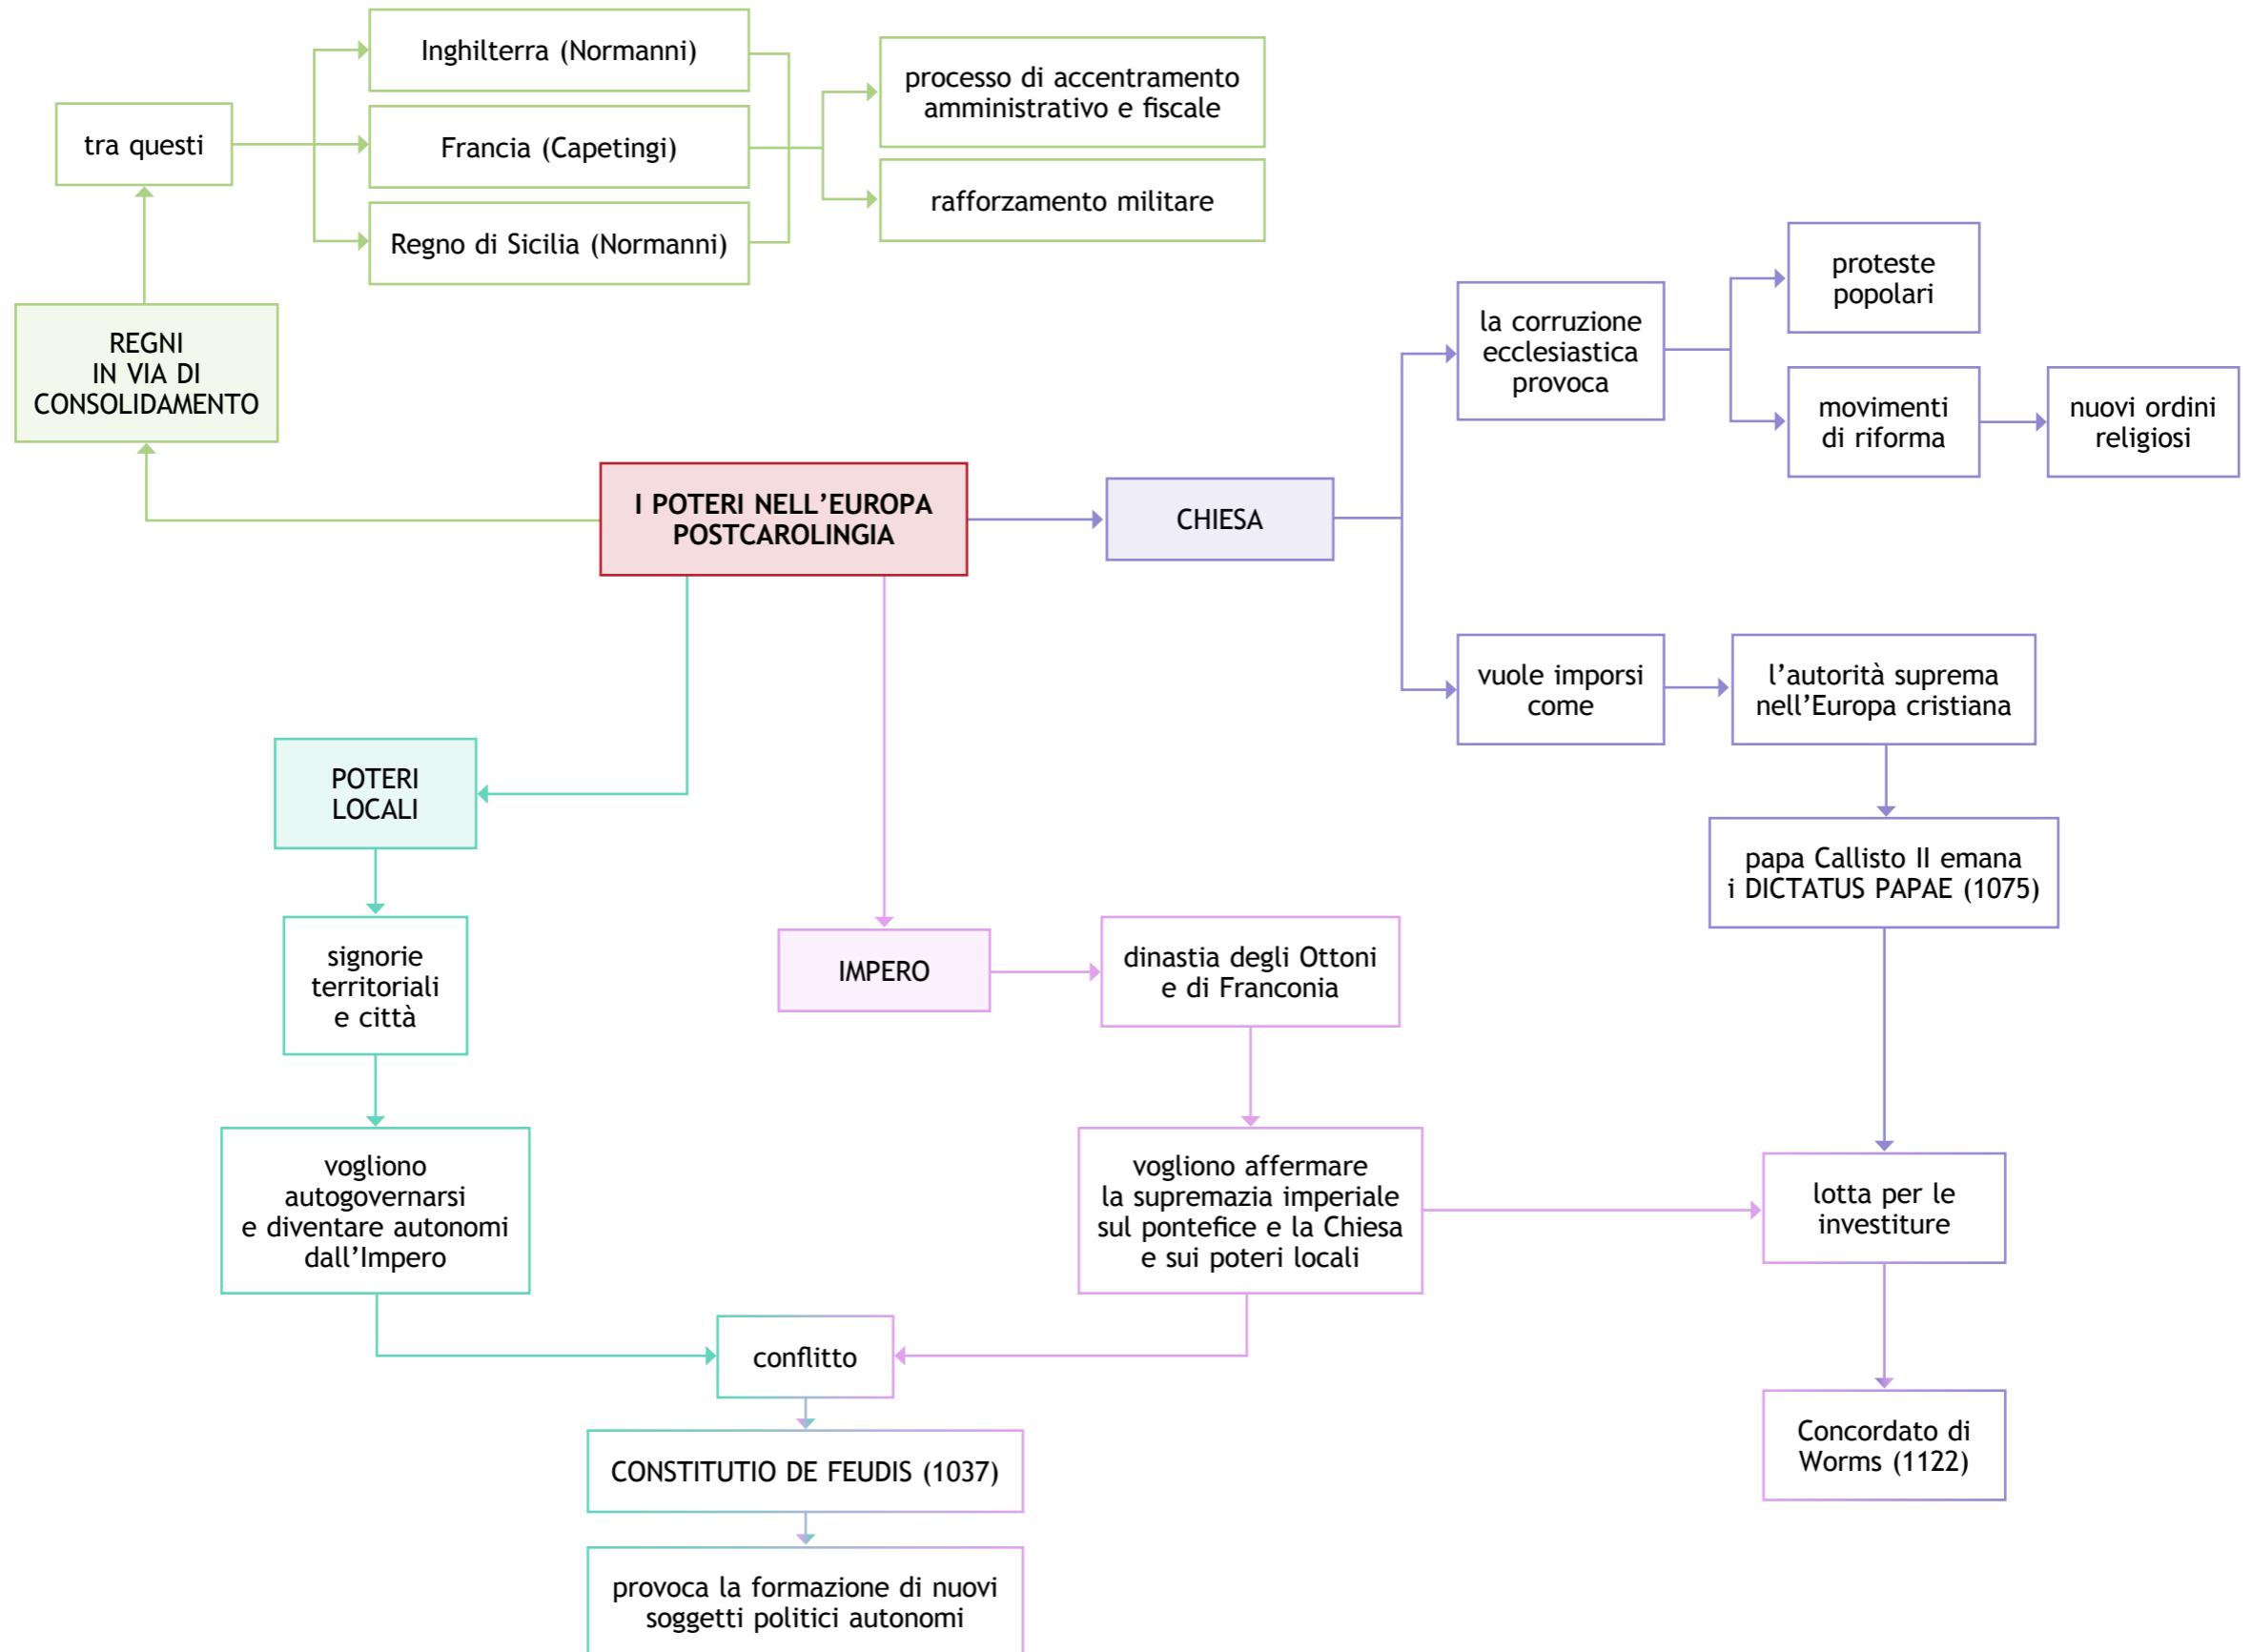 Inghilterra (Normanni)
processo di accentramento
amministrativo e fiscale
tra questi
Francia (Capetingi)
rafforzamento militare
Regno di Sicilia (Normanni)
REGNI
IN VIA DI
CONSOLIDAMENTO
I POTERI NELL’EUROPA
POSTCAROLINGIA
CHIESA
la corruzione
ecclesiastica
provoca
proteste
popolari
movimenti
di riforma
nuovi ordini
religiosi
vuole imporsi
come
l’autorità suprema
nell’Europa cristiana
papa Callisto II emana
i DICTATUS PAPAE (1075)
POTERI
LOCALI
signorie
territoriali
e città
vogliono
autogovernarsi
e diventare autonomi
dall’Impero
IMPERO
dinastia degli Ottoni
e di Franconia
vogliono affermare
la supremazia imperiale
sul pontefice e la Chiesa
e sui poteri locali
lotta per le
investiture
Concordato di
Worms (1122)
conflitto
CONSTITUTIO DE FEUDIS (1037)
provoca la formazione di nuovi
soggetti politici autonomi